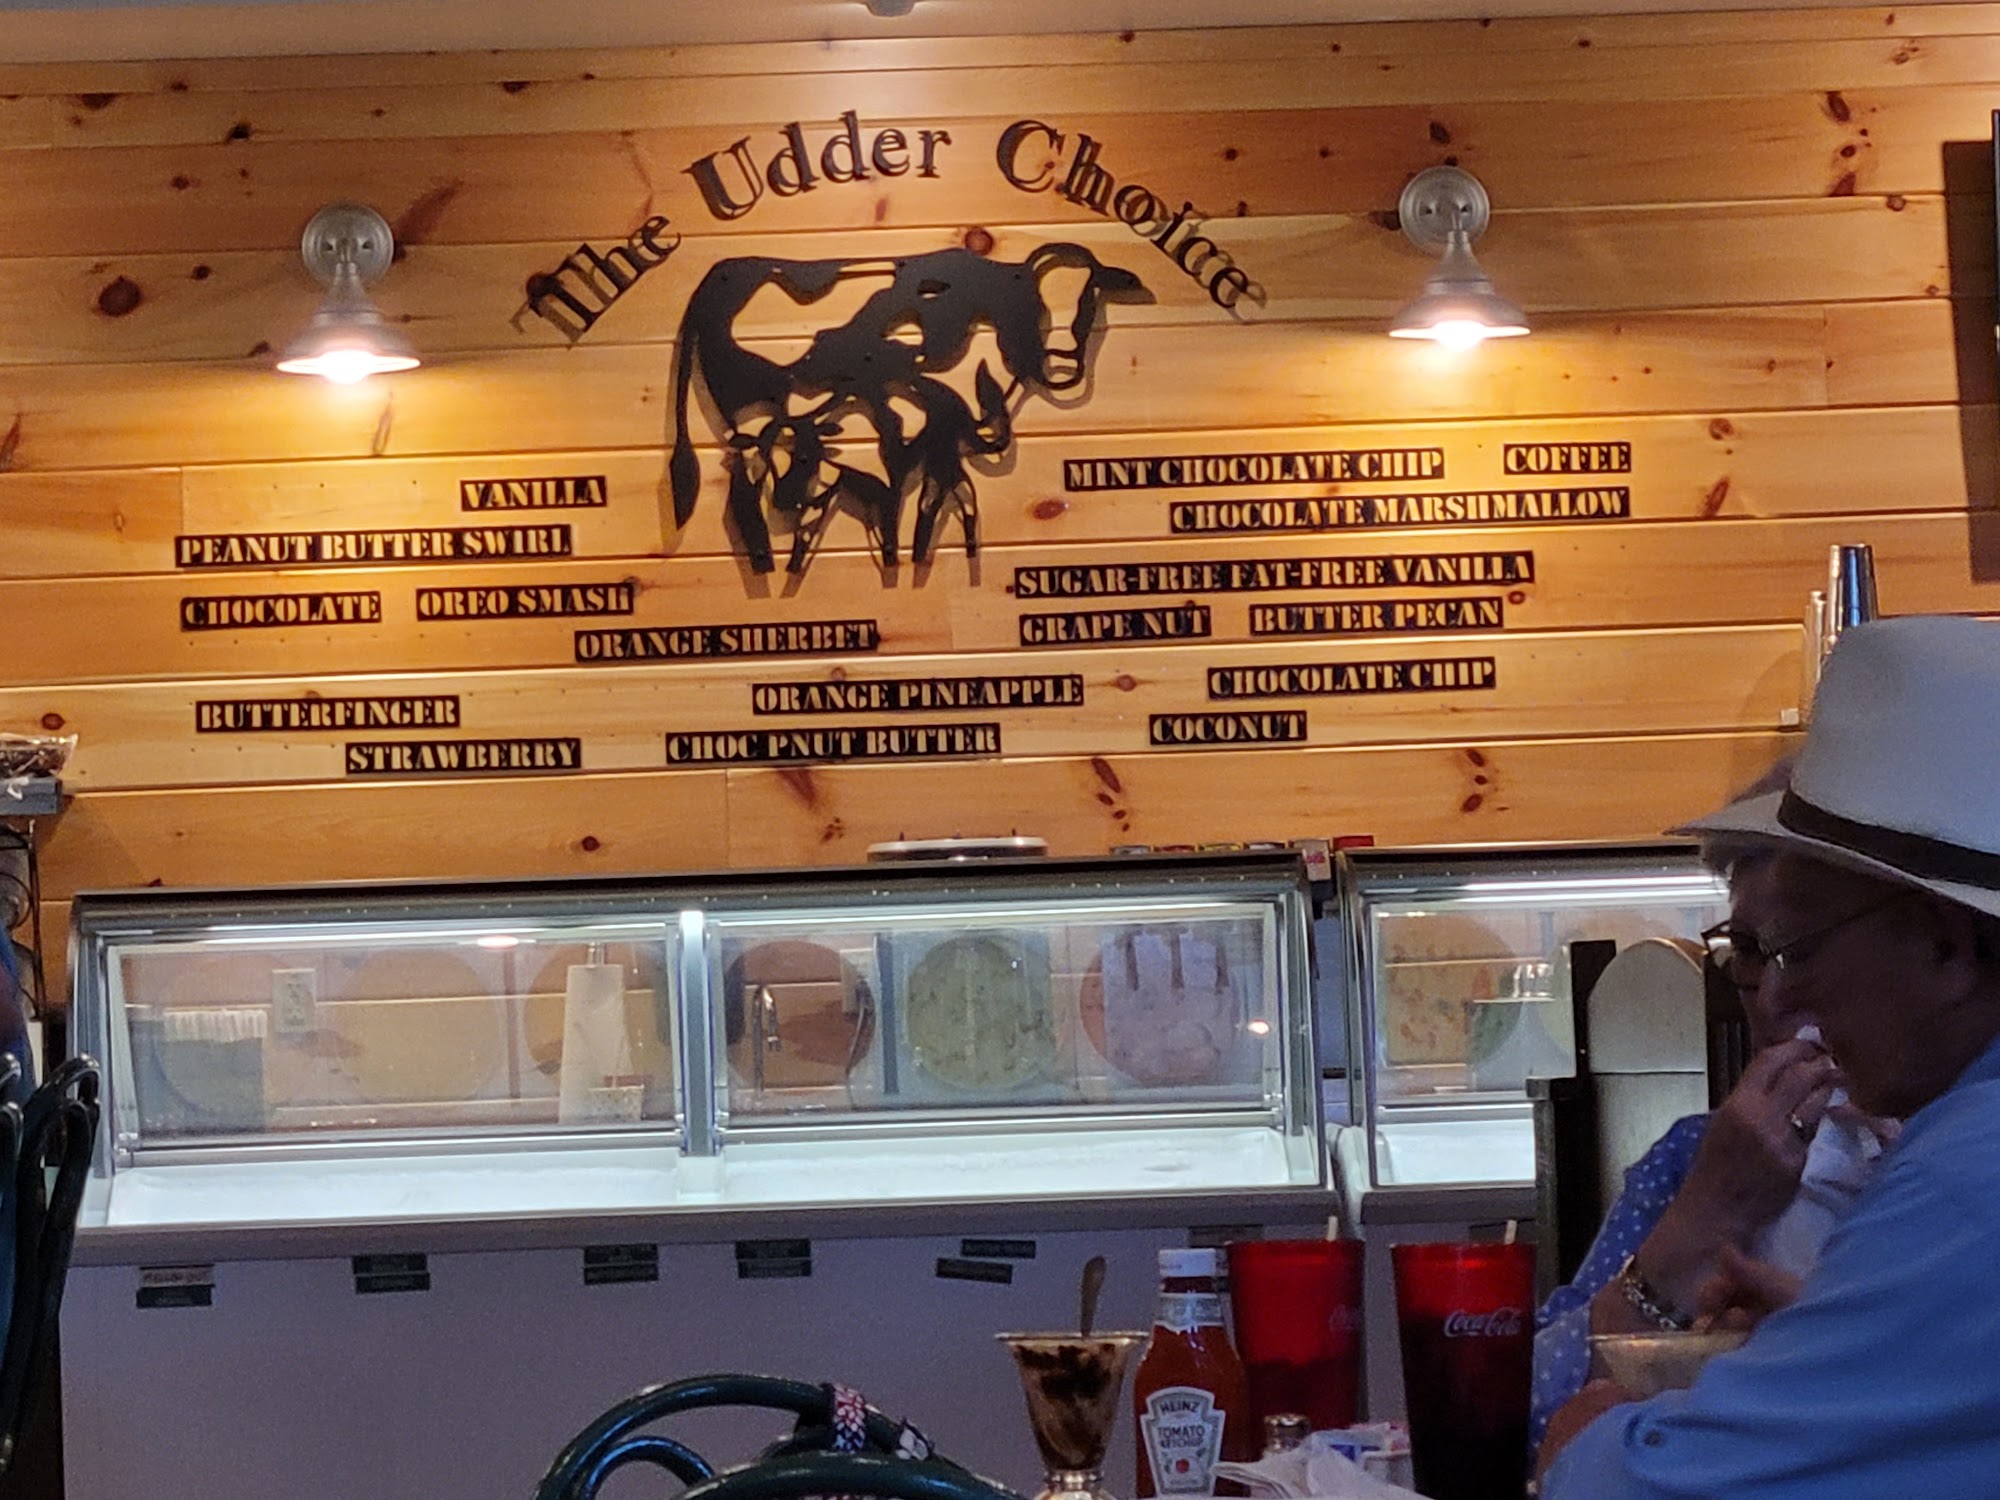 The Udder Choice
VANILLA
MINT CHOCOLATE CHIP
COFFEE
CHOCOLATE MARSHMALLOW
PEANUT BUTTER SWIRL
SUGAR-FREE FAT-FREE VANILLA
CHOCOLATE
OREO SMASH
GRAPE NUT
BUTTER PECAN
ORANGE SHERBET
CHOCOLATE CHIP
ORANGE PINEAPPLE
BUTTERFINGER
COCONUT
STRAWBERRY
CHOC PNUT BUTTER
Coca-Cola
HEINZ
TOMATO
KETCHUP